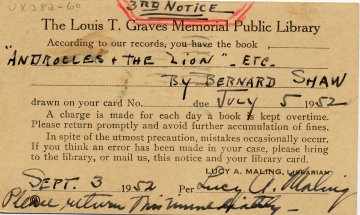 UX282-60
3RD NOTICE
The Louis T. Graves Memorial Public Library
According to our records, you have the book
"ANDROCLES & THE LION", ETC.
BY BERNARD SHAW
drawn on your card No. due JULY 5 1952
A charge is made for each day a book is kept overtime.
Please return promptly and avoid further accumulation of fines.
In spite of the utmost precaution, mistakes occasionally occur.
If you think an error has been made in your case, please bring
to the library, or mail us, this notice and your library card.
LUCY A. MALING, LIBRARIAN
SEPT. 3 1952 Per Lucy A. Maling
Please return this immediately